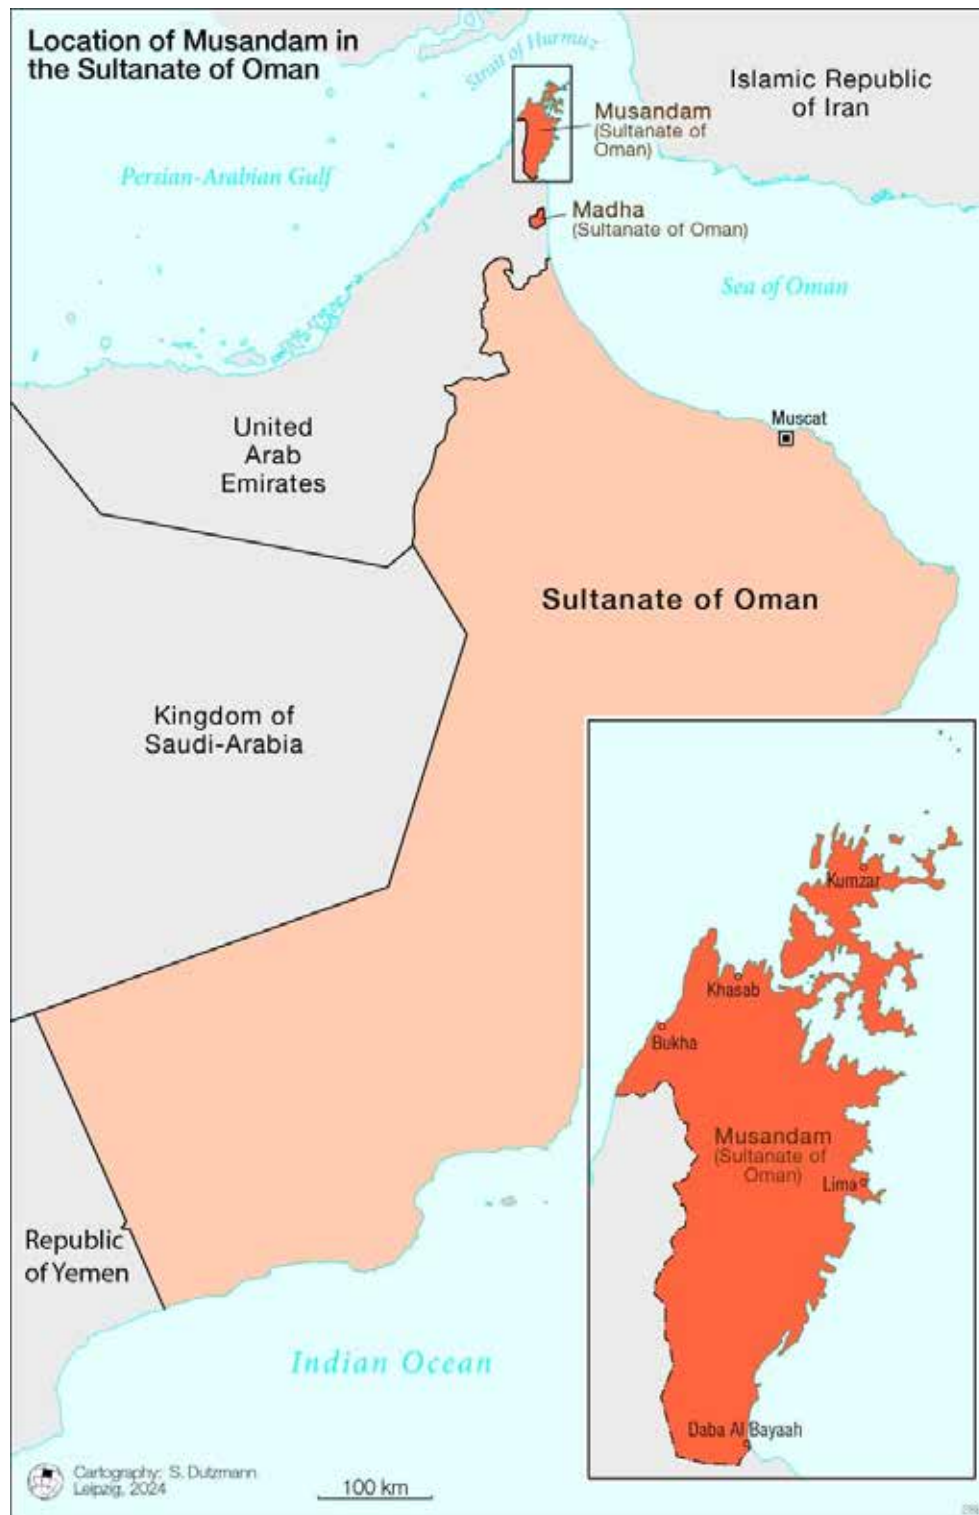 Location of Musandam in
the Sultanate of Oman
Strait of Hurmuz
Islamic Republic
of Iran
Musandam
(Sultanate of
Oman)
Persian-Arabian Gulf
Madha
(Sultanate of Oman)
Sea of Oman
Muscat
United
Arab
Emirates
Sultanate of Oman
Kingdom of
Saudi-Arabia
Kumzar
Khasab
Bukha
Musandam
(Sultanate of
Oman)
Lima
Republic
of Yemen
Indian Ocean
Daba Al Bayaah
Cartography: S. Dutzmann
Leipzig, 2024
100 km